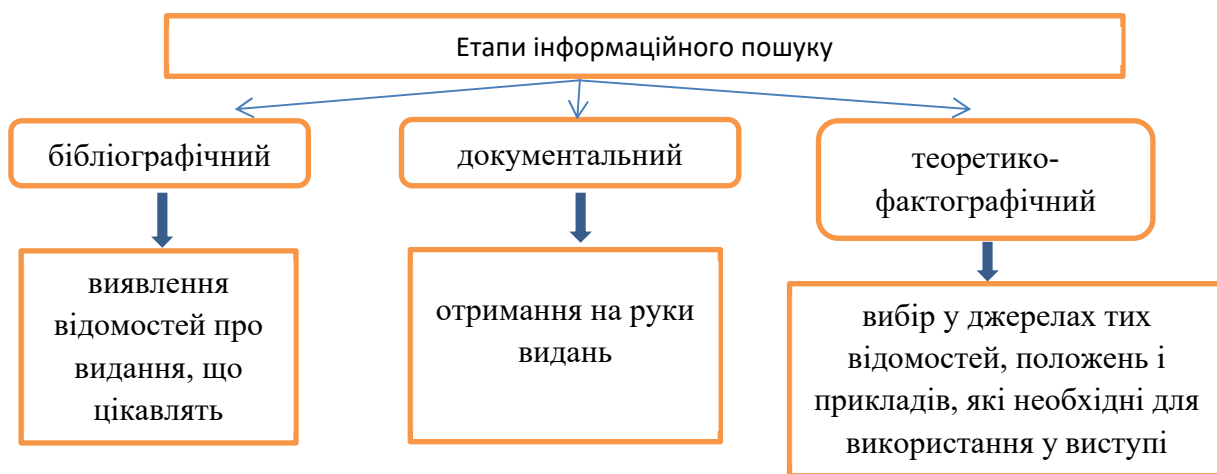 Етапи інформаційного пошуку
бібліографічний
документальний
теоретико-
фактографічний
виявлення
відомостей про
видання, що
цікавлять
отримання на руки
видань
вибір у джерелах тих
відомостей, положень і
прикладів, які необхідні для
використання у виступі